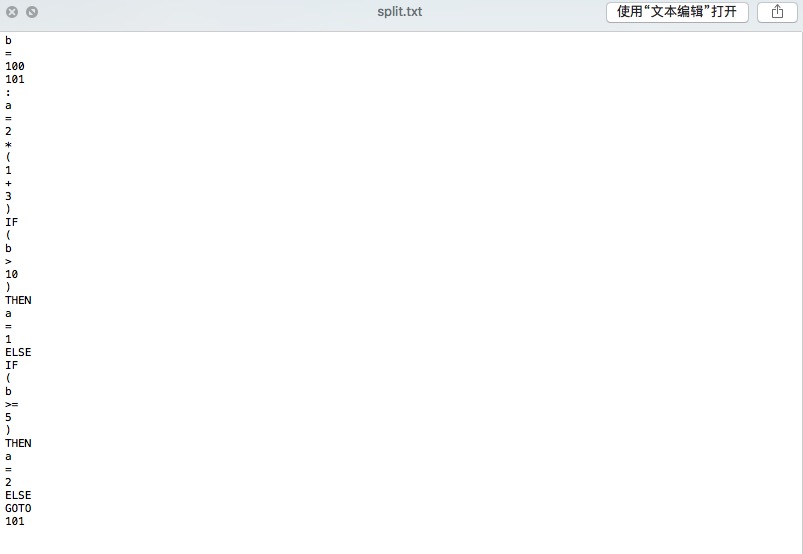 split.txt
使用“文本编辑”打开
b
=
100
101
:
a
=
2
*
(
1
+
3
)
IF
(
b
>
10
)
THEN
a
=
1
ELSE
IF
(
b
>=
5
)
THEN
a
=
2
ELSE
GOTO
101